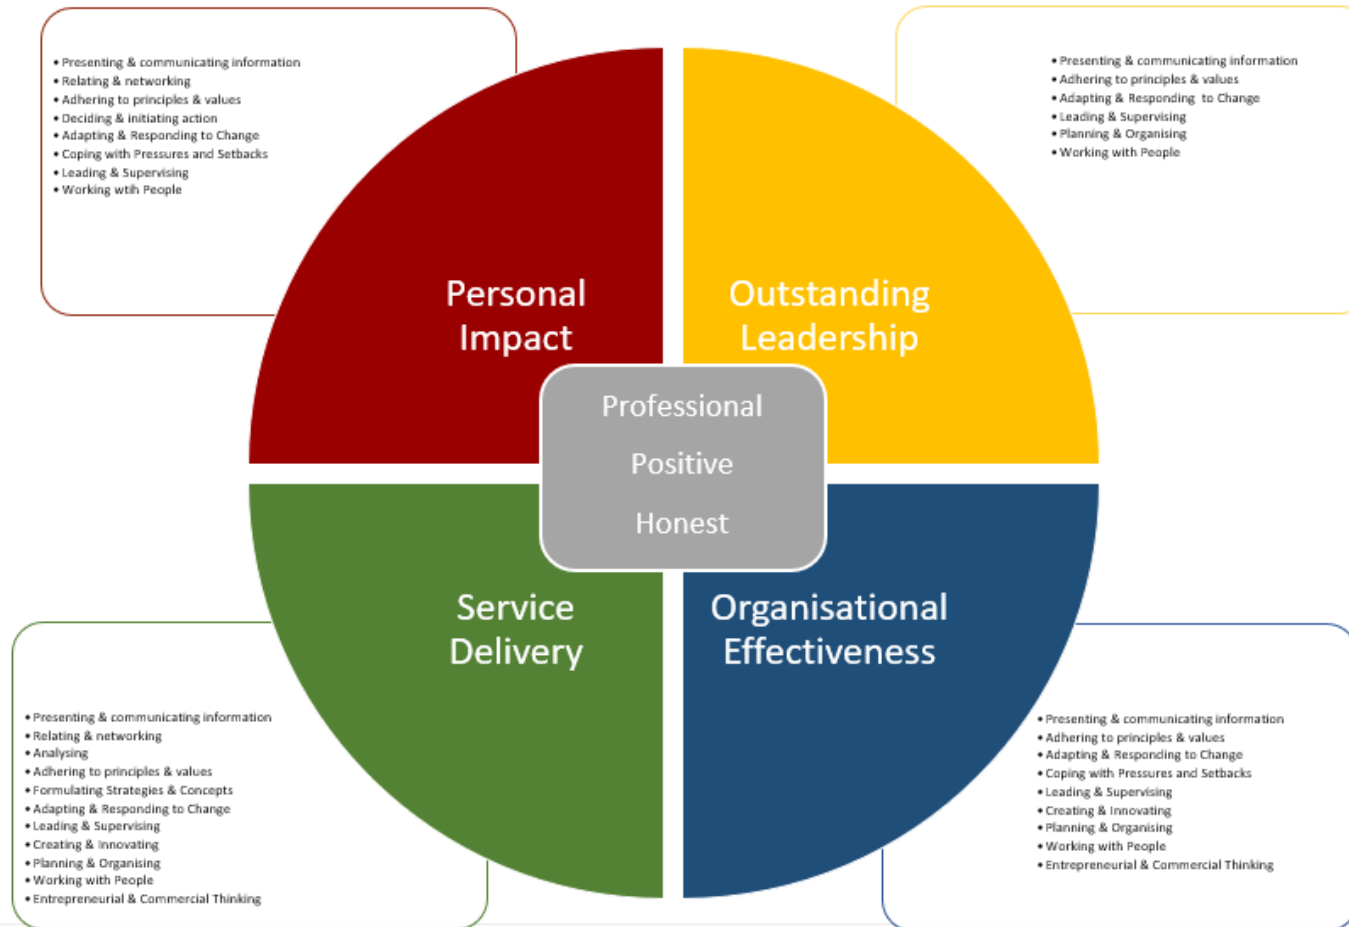 • Presenting & communicating information
• Relating & networking
• Adhering to principles & values
• Deciding & initiating action
• Adapting & Responding to Change
• Coping with Pressures and Setbacks
• Leading & Supervising
• Working wtih People
• Presenting & communicating information
• Adhering to principles & values
• Adapting & Responding  to Change
• Leading & Supervising
• Planning & Organising
• Working with People
Personal
Impact
Outstanding
Leadership
Professional
Positive
Honest
Service
Delivery
Organisational
Effectiveness
• Presenting & communicating information
• Relating & networking
• Analysing
• Adhering to principles & values
• Formulating Strategies & Concepts
• Adapting & Responding to Change
• Leading & Supervising
• Creating & Innovating
• Planning & Organising
• Working with People
• Entrepreneurial & Commercial Thinking
• Presenting & communicating information
• Adhering to principles & values
• Adapting & Responding to Change
• Coping with Pressures and Setbacks
• Leading & Supervising
• Creating & Innovating
• Planning & Organising
• Working with People
• Entrepreneurial & Commercial Thinking